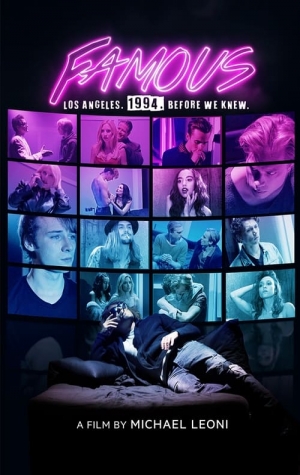 FAMOUS
LOS ANGELES. 1994. BEFORE WE KNEW.
A FILM BY MICHAEL LEONI